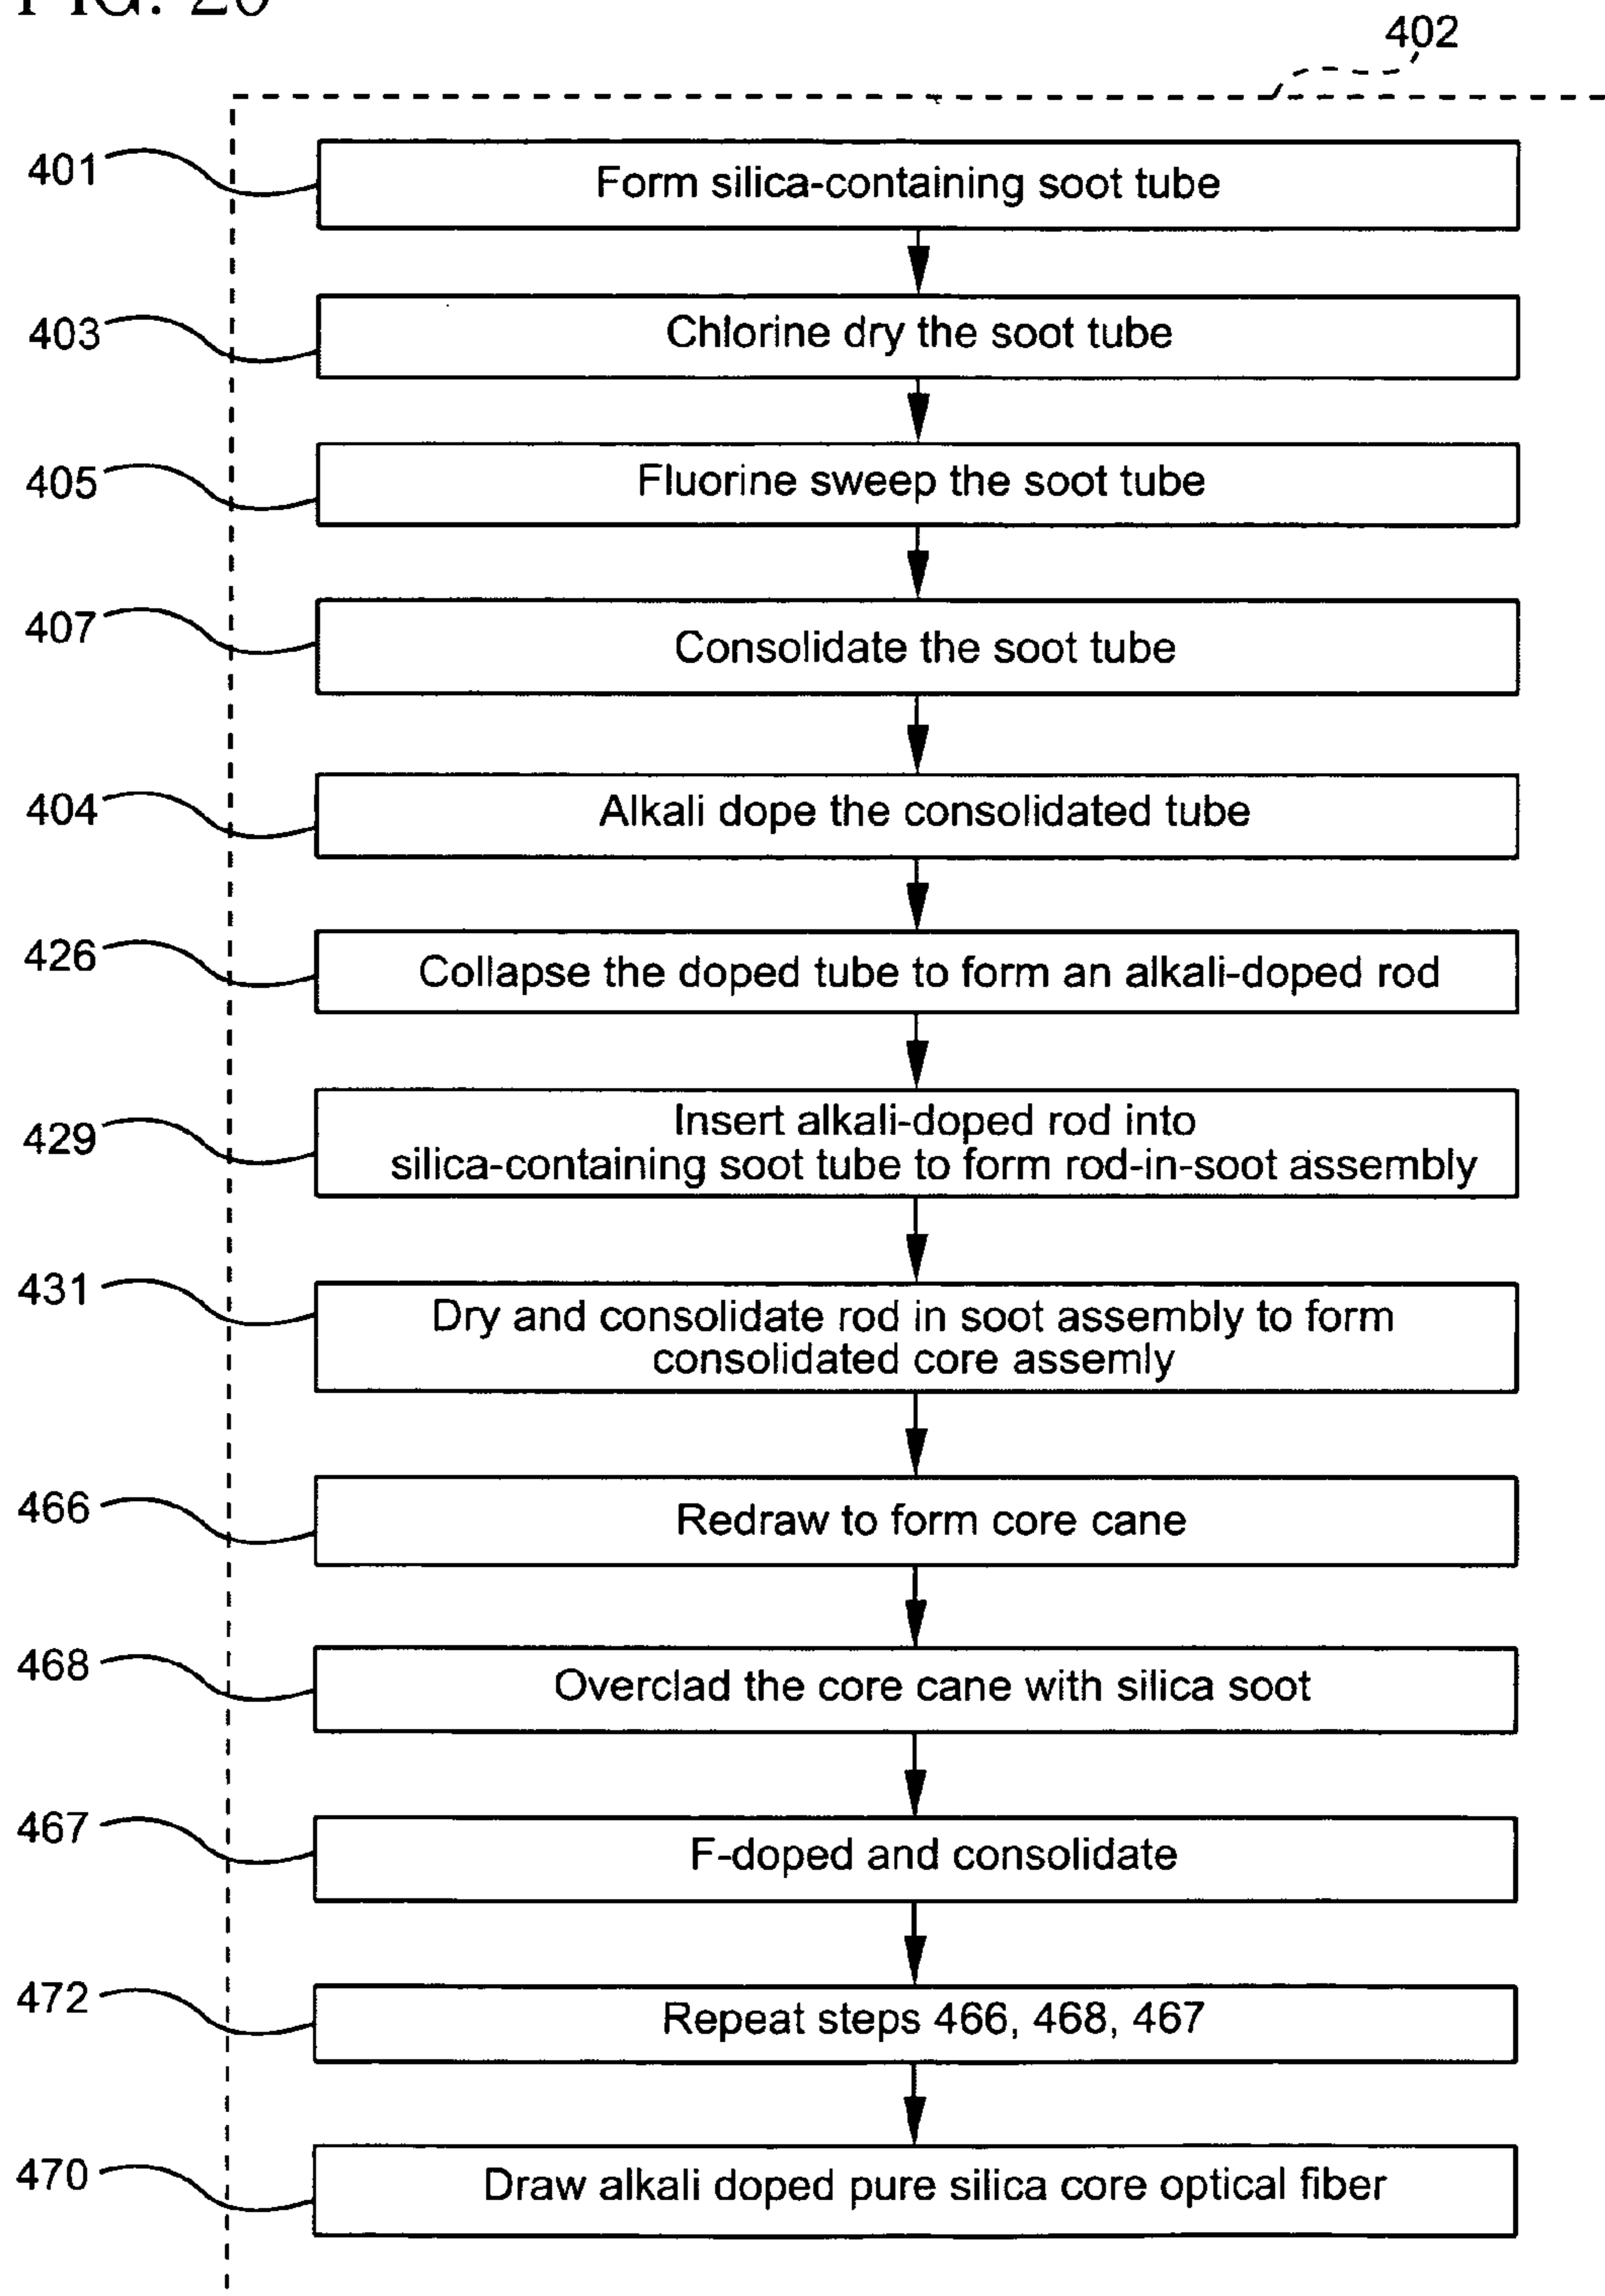 FIG. 20
402
401
Form silica-containing soot tube
403
Chlorine dry the soot tube
405
Fluorine sweep the soot tube
407
Consolidate the soot tube
404
Alkali dope the consolidated tube
426
Collapse the doped tube to form an alkali-doped rod
429
Insert alkali-doped rod into
silica-containing soot tube to form rod-in-soot assembly
431
Dry and consolidate rod in soot assembly to form
consolidated core assemly
466
Redraw to form core cane
468
Overclad the core cane with silica soot
467
F-doped and consolidate
472
Repeat steps 466, 468, 467
470
Draw alkali doped pure silica core optical fiber